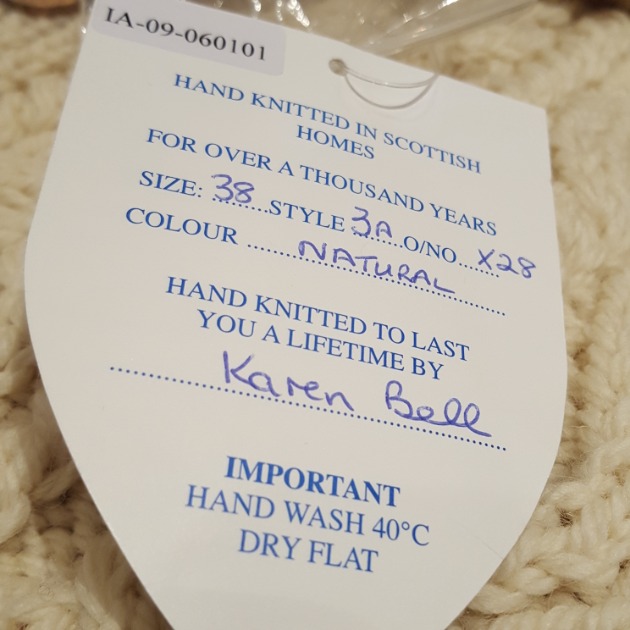 IA-09-060101
HAND KNITTED IN SCOTTISH
HOMES
FOR OVER A THOUSAND YEARS
SIZE: 38 STYLE 3A O/NO. X28
COLOUR NATURAL
HAND KNITTED TO LAST
YOU A LIFETIME BY
Karen Bell
IMPORTANT
HAND WASH 40°C
DRY FLAT